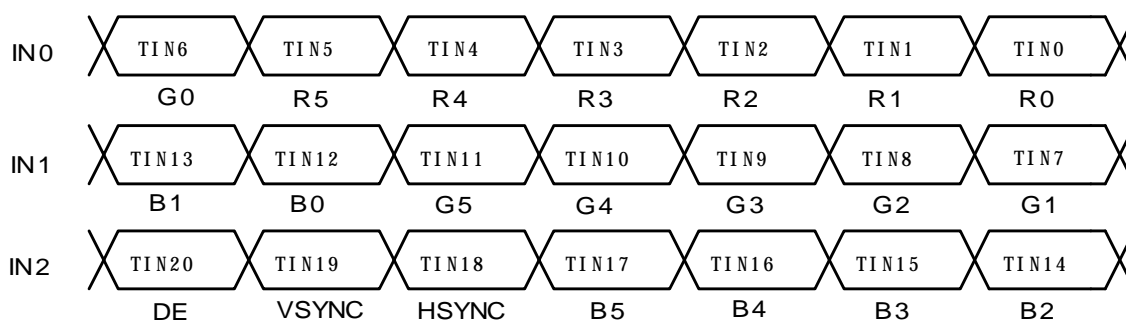 IN0 TIN6 TIN5 TIN4 TIN3 TIN2 TIN1 TIN0
G0 R5 R4 R3 R2 R1 R0
IN1 TIN13 TIN12 TIN11 TIN10 TIN9 TIN8 TIN7
B1 B0 G5 G4 G3 G2 G1
IN2 TIN20 TIN19 TIN18 TIN17 TIN16 TIN15 TIN14
DE VSYNC HSYNC B5 B4 B3 B2